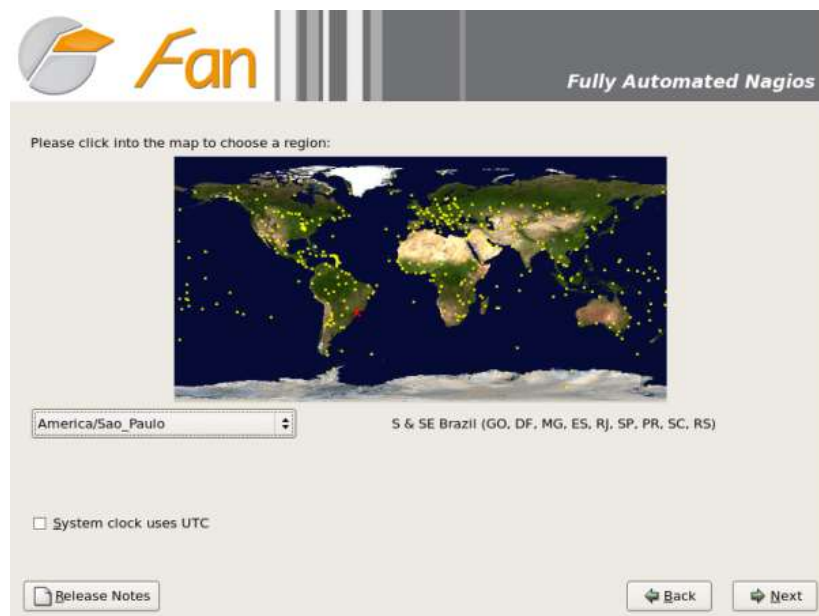 Fan
Fully Automated Nagios
Please click into the map to choose a region:
America/Sao_Paulo
S & SE Brazil (GO, DF, MG, ES, RJ, SP, PR, SC, RS)
System clock uses UTC
Release Notes
Back
Next